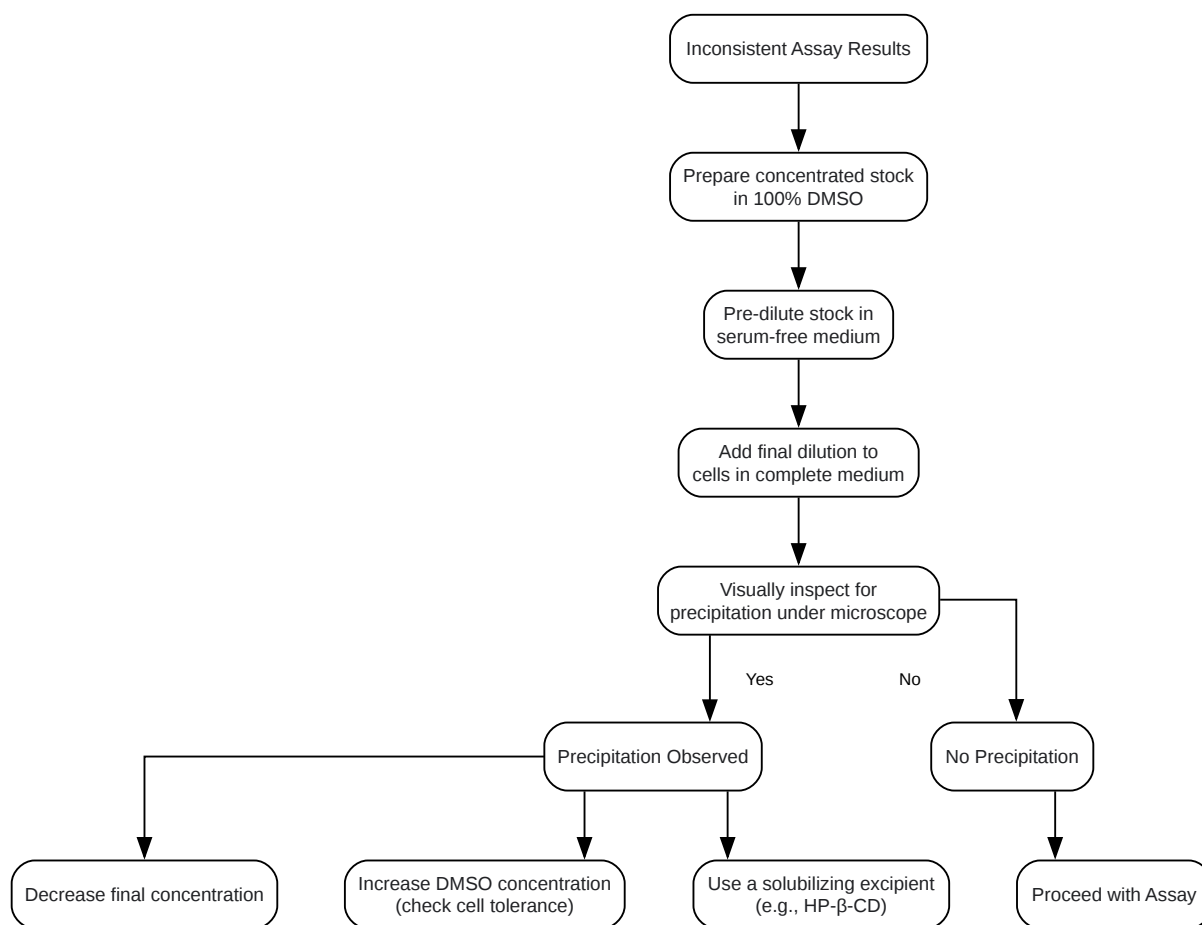 Inconsistent Assay Results
Prepare concentrated stock
in 100% DMSO
Pre-dilute stock in
serum-free medium
Add final dilution to
cells in complete medium
Visually inspect for
precipitation under microscope
Yes
No
Precipitation Observed
No Precipitation
Decrease final concentration
Increase DMSO concentration
(check cell tolerance)
Use a solubilizing excipient
(e.g., HP-β-CD)
Proceed with Assay